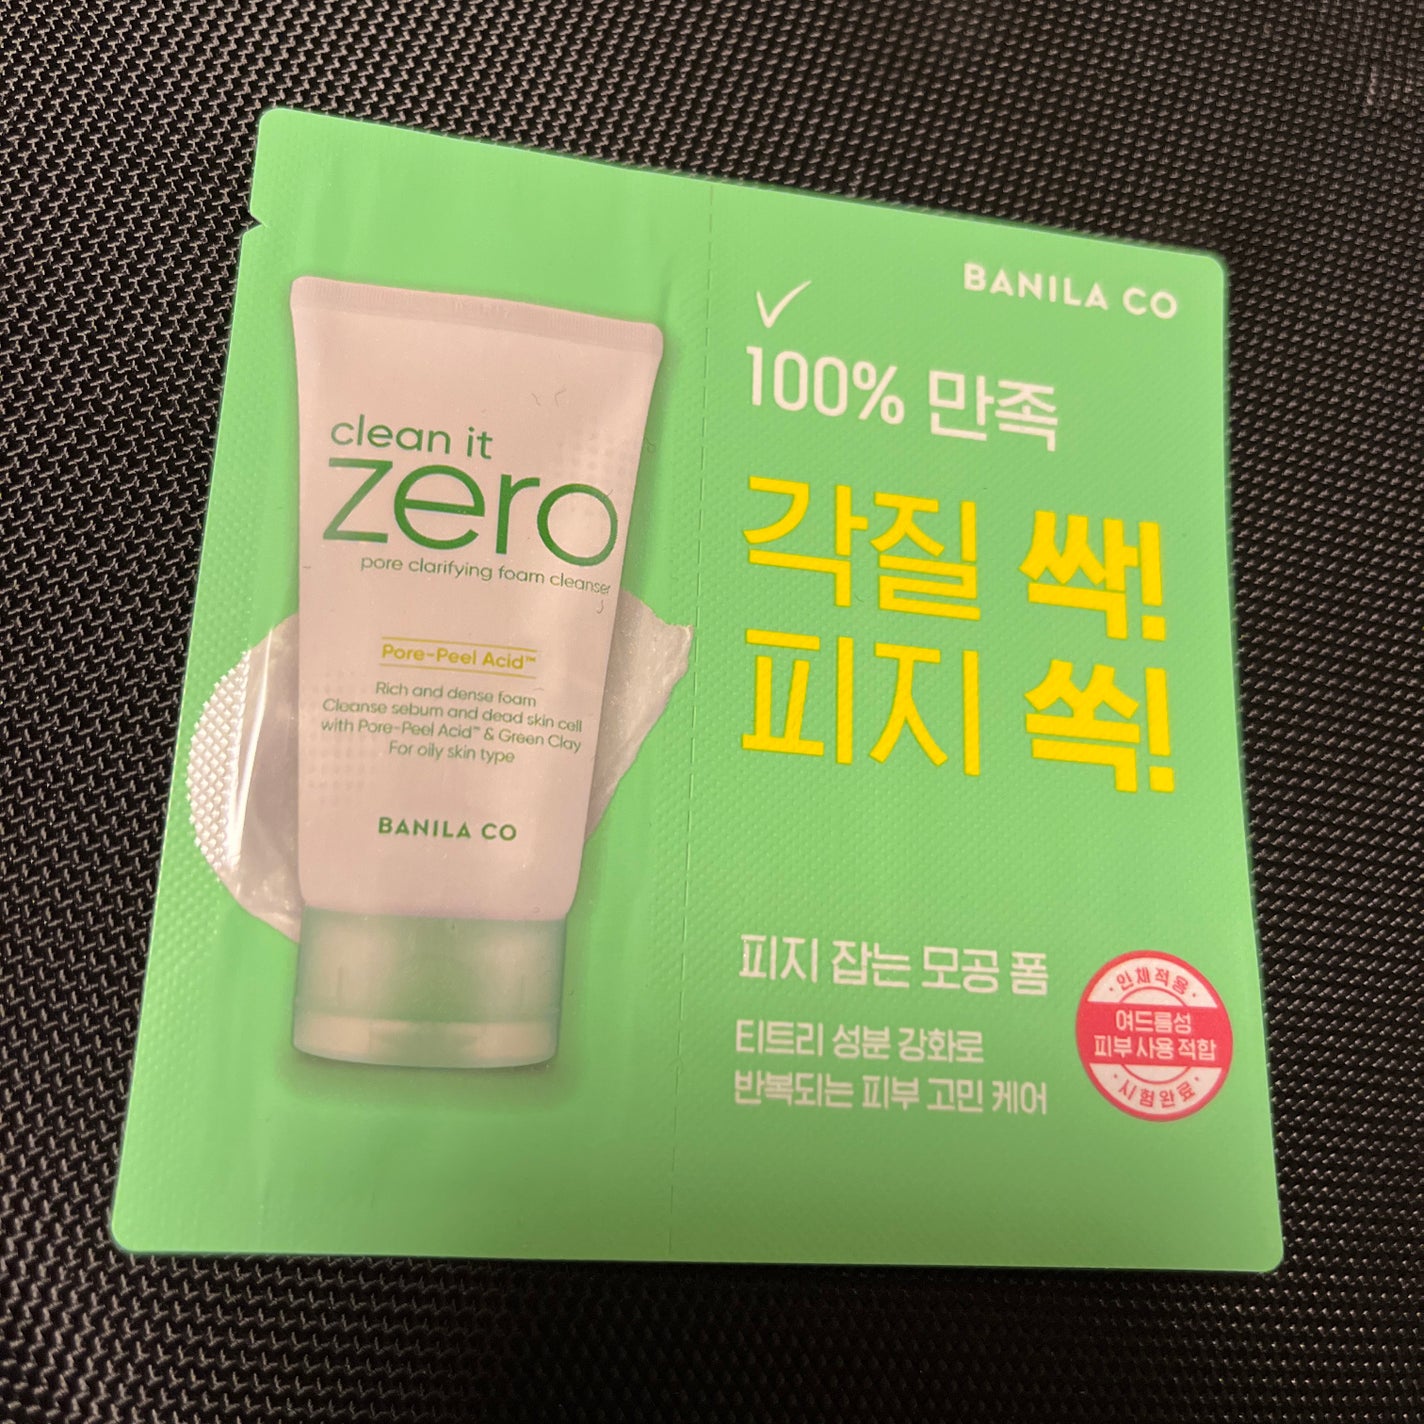 clean it
zero
pore clarifying foam cleanser
Pore-Peel Acid™
Rich and dense foam
Cleanse sebum and dead skin cell
with Pore-Peel Acid™ & Green Clay
For oily skin type
BANILA CO
BANILA CO
100% 만족
각질 싹!
피지 쏙!
피지 잡는 모공 폼
티트리 성분 강화로
반복되는 피부 고민 케어
·인체적용·
여드름성
피부 사용 적합
·시험완료·